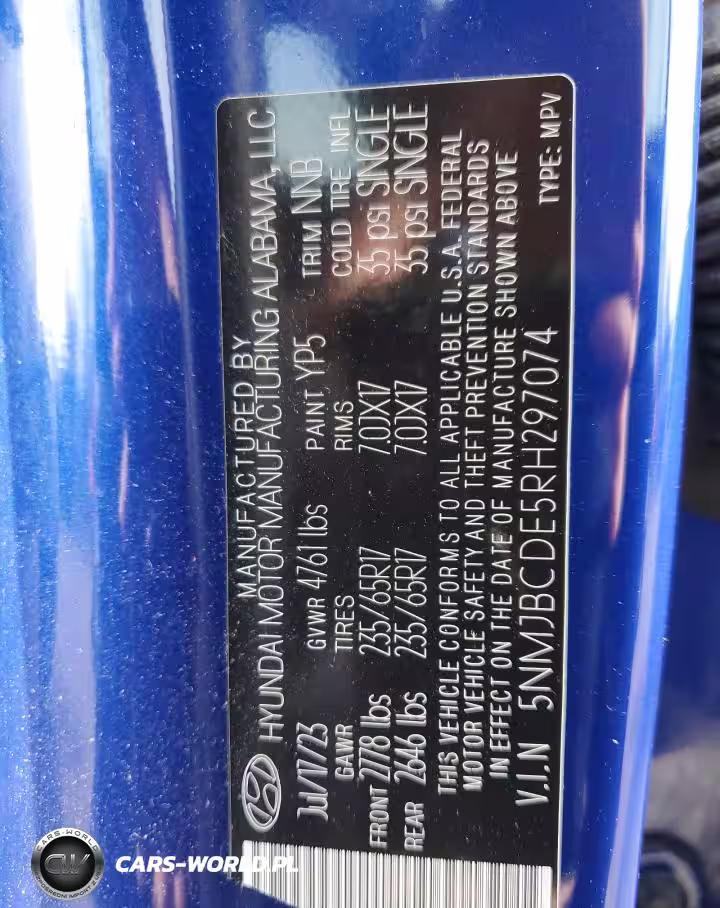 MANUFACTURED BY
HYUNDAI MOTOR MANUFACTURING ALABAMA, LLC
Jul/17/23 GVWR 4761 lbs PAINT YP5 TRIM NNB
GAWR TIRES RIMS COLD TIRE INFL
FRONT 2778 lbs 235/65R17 7.0JX17 35 psi SINGLE
REAR 2646 lbs 235/65R17 7.0JX17 35 psi SINGLE
THIS VEHICLE CONFORMS TO ALL APPLICABLE U.S.A. FEDERAL
MOTOR VEHICLE SAFETY AND THEFT PREVENTION STANDARDS
IN EFFECT ON THE DATE OF MANUFACTURE SHOWN ABOVE
V.I.N 5NMJBCDE5RH297074 TYPE: MPV
CARS-WORLD
CW
CARS-WORLD.PL